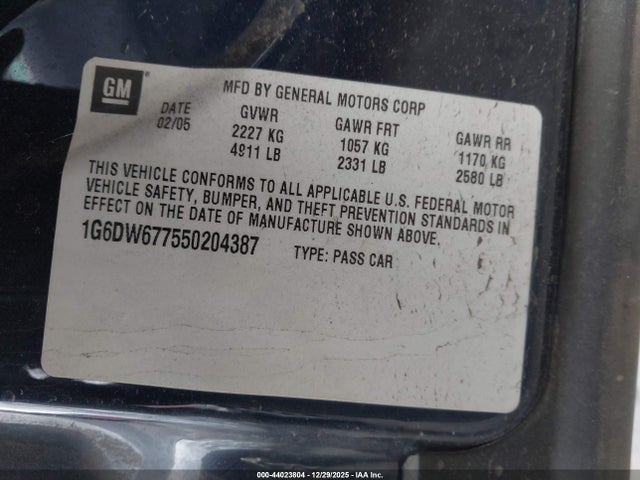 GM
MFD BY GENERAL MOTORS CORP
DATE GVWR GAWR FRT GAWR RR
02/05 2227 KG 1057 KG 1170 KG
4911 LB 2331 LB 2580 LB
THIS VEHICLE CONFORMS TO ALL APPLICABLE U.S. FEDERAL MOTOR
VEHICLE SAFETY, BUMPER, AND THEFT PREVENTION STANDARDS IN
EFFECT ON THE DATE OF MANUFACTURE SHOWN ABOVE.
1G6DW677550204387 TYPE: PASS CAR
000-44023804 | 12/29/2025 - IAA Inc.